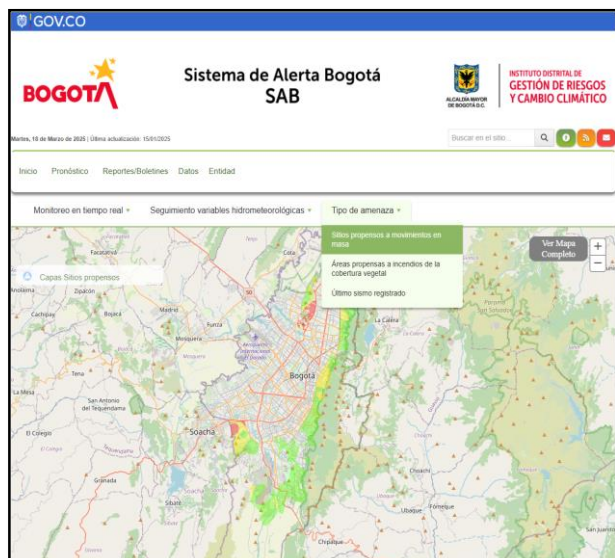 GOV.CO
BOGOTÁ
Sistema de Alerta Bogotá
SAB
ALCALDÍA MAYOR
DE BOGOTÁ D.C.
INSTITUTO DISTRITAL DE
GESTIÓN DE RIESGOS
Y CAMBIO CLIMÁTICO
Martes, 18 de Marzo de 2025 | Última actualización: 15/01/2025
Buscar en el sitio...
Inicio Pronóstico Reportes/Boletines Datos Entidad
Monitoreo en tiempo real Seguimiento variables hidrometeorológicas Tipo de amenaza
Sitios propensos a movimientos en
masa
Áreas propensas a incendios de la
cobertura vegetal
Último sismo registrado
Ver Mapa
Completo
+
−
Capas Sitios propensos
Facatativá
Cota
Zipacón
Cachipay
Bojacá
Madrid
Funza
Mosquera
Mosquera
La Calera
Tena
Bogotá
La Mesa
San Antonio
del Tequendama
El Colegio
Soacha
Granada
Soacha
Sibaté
Choachí
Ubaque
Fómeque
Chipaque
San Juan